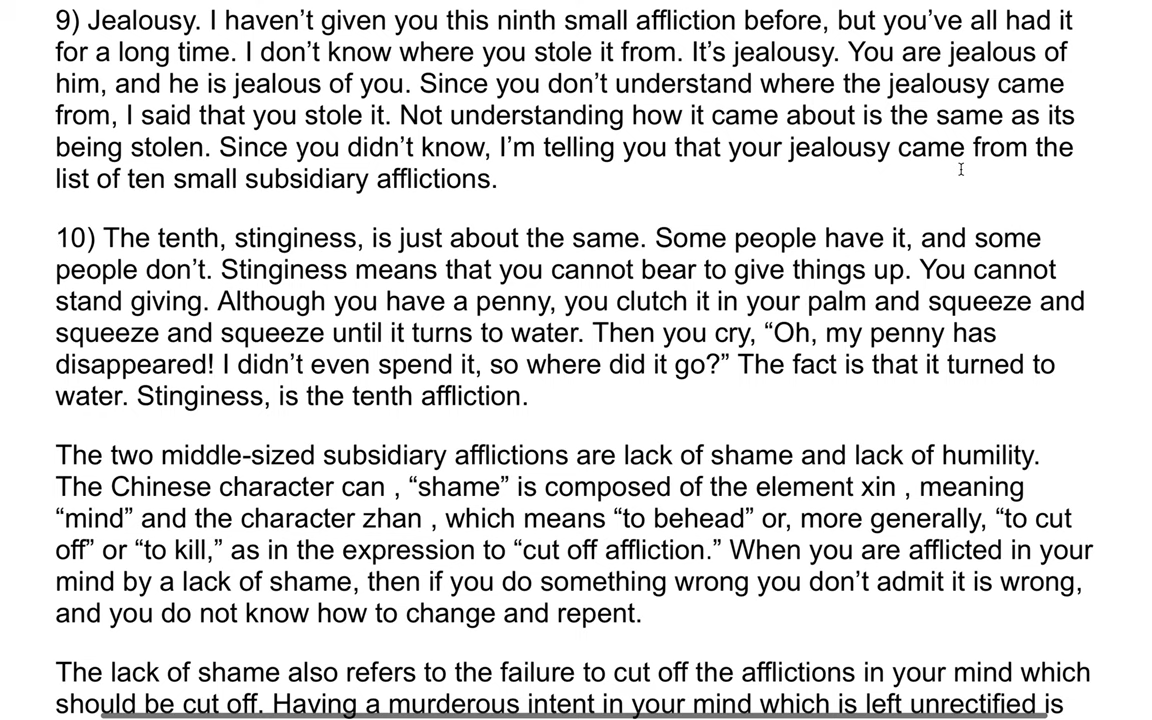 9) Jealousy. I haven’t given you this ninth small affliction before, but you’ve all had it
for a long time. I don’t know where you stole it from. It’s jealousy. You are jealous of
him, and he is jealous of you. Since you don’t understand where the jealousy came
from, I said that you stole it. Not understanding how it came about is the same as its
being stolen. Since you didn’t know, I’m telling you that your jealousy came from the
list of ten small subsidiary afflictions.
10) The tenth, stinginess, is just about the same. Some people have it, and some
people don’t. Stinginess means that you cannot bear to give things up. You cannot
stand giving. Although you have a penny, you clutch it in your palm and squeeze and
squeeze and squeeze until it turns to water. Then you cry, “Oh, my penny has
disappeared! I didn’t even spend it, so where did it go?” The fact is that it turned to
water. Stinginess, is the tenth affliction.
The two middle-sized subsidiary afflictions are lack of shame and lack of humility.
The Chinese character can , “shame” is composed of the element xin , meaning
“mind” and the character zhan , which means “to behead” or, more generally, “to cut
off” or “to kill,” as in the expression to “cut off affliction.” When you are afflicted in your
mind by a lack of shame, then if you do something wrong you don’t admit it is wrong,
and you do not know how to change and repent.
The lack of shame also refers to the failure to cut off the afflictions in your mind which
should be cut off. Having a murderous intent in your mind which is left unrectified is